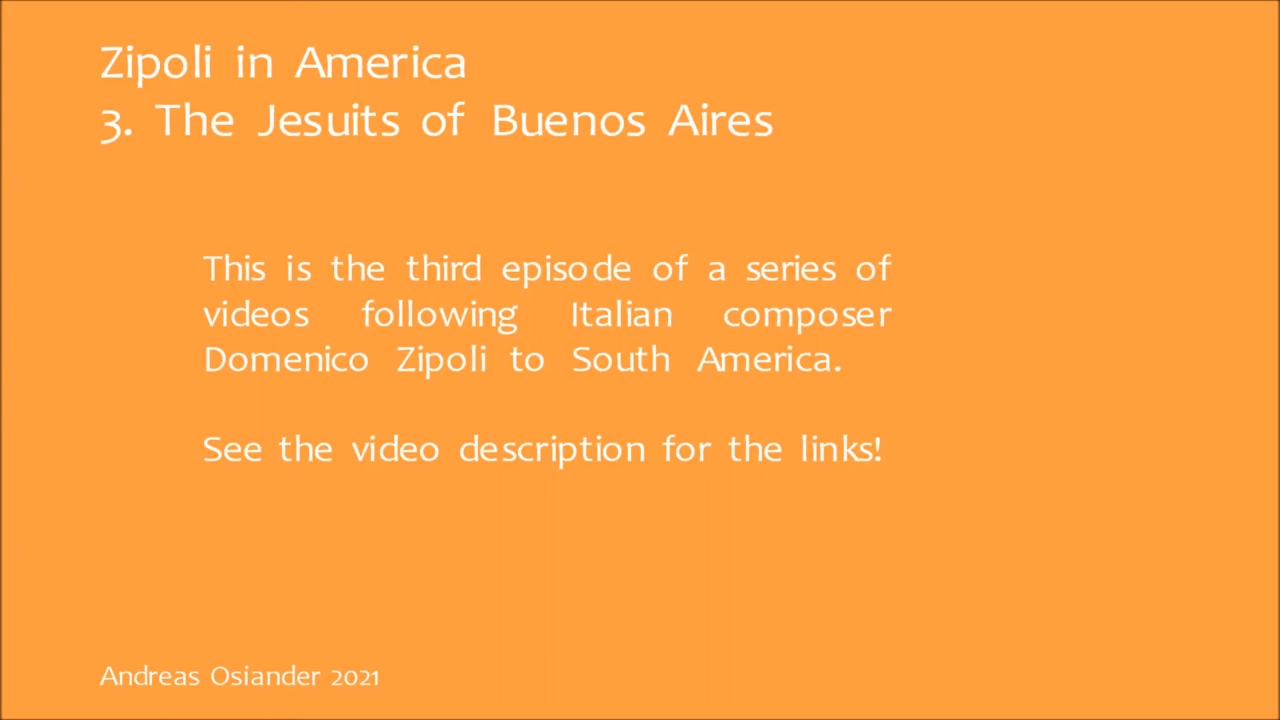 Zipoli in America
3. The Jesuits of Buenos Aires
This is the third episode of a series of
videos following Italian composer
Domenico Zipoli to South America.
See the video description for the links!
Andreas Osiander 2021